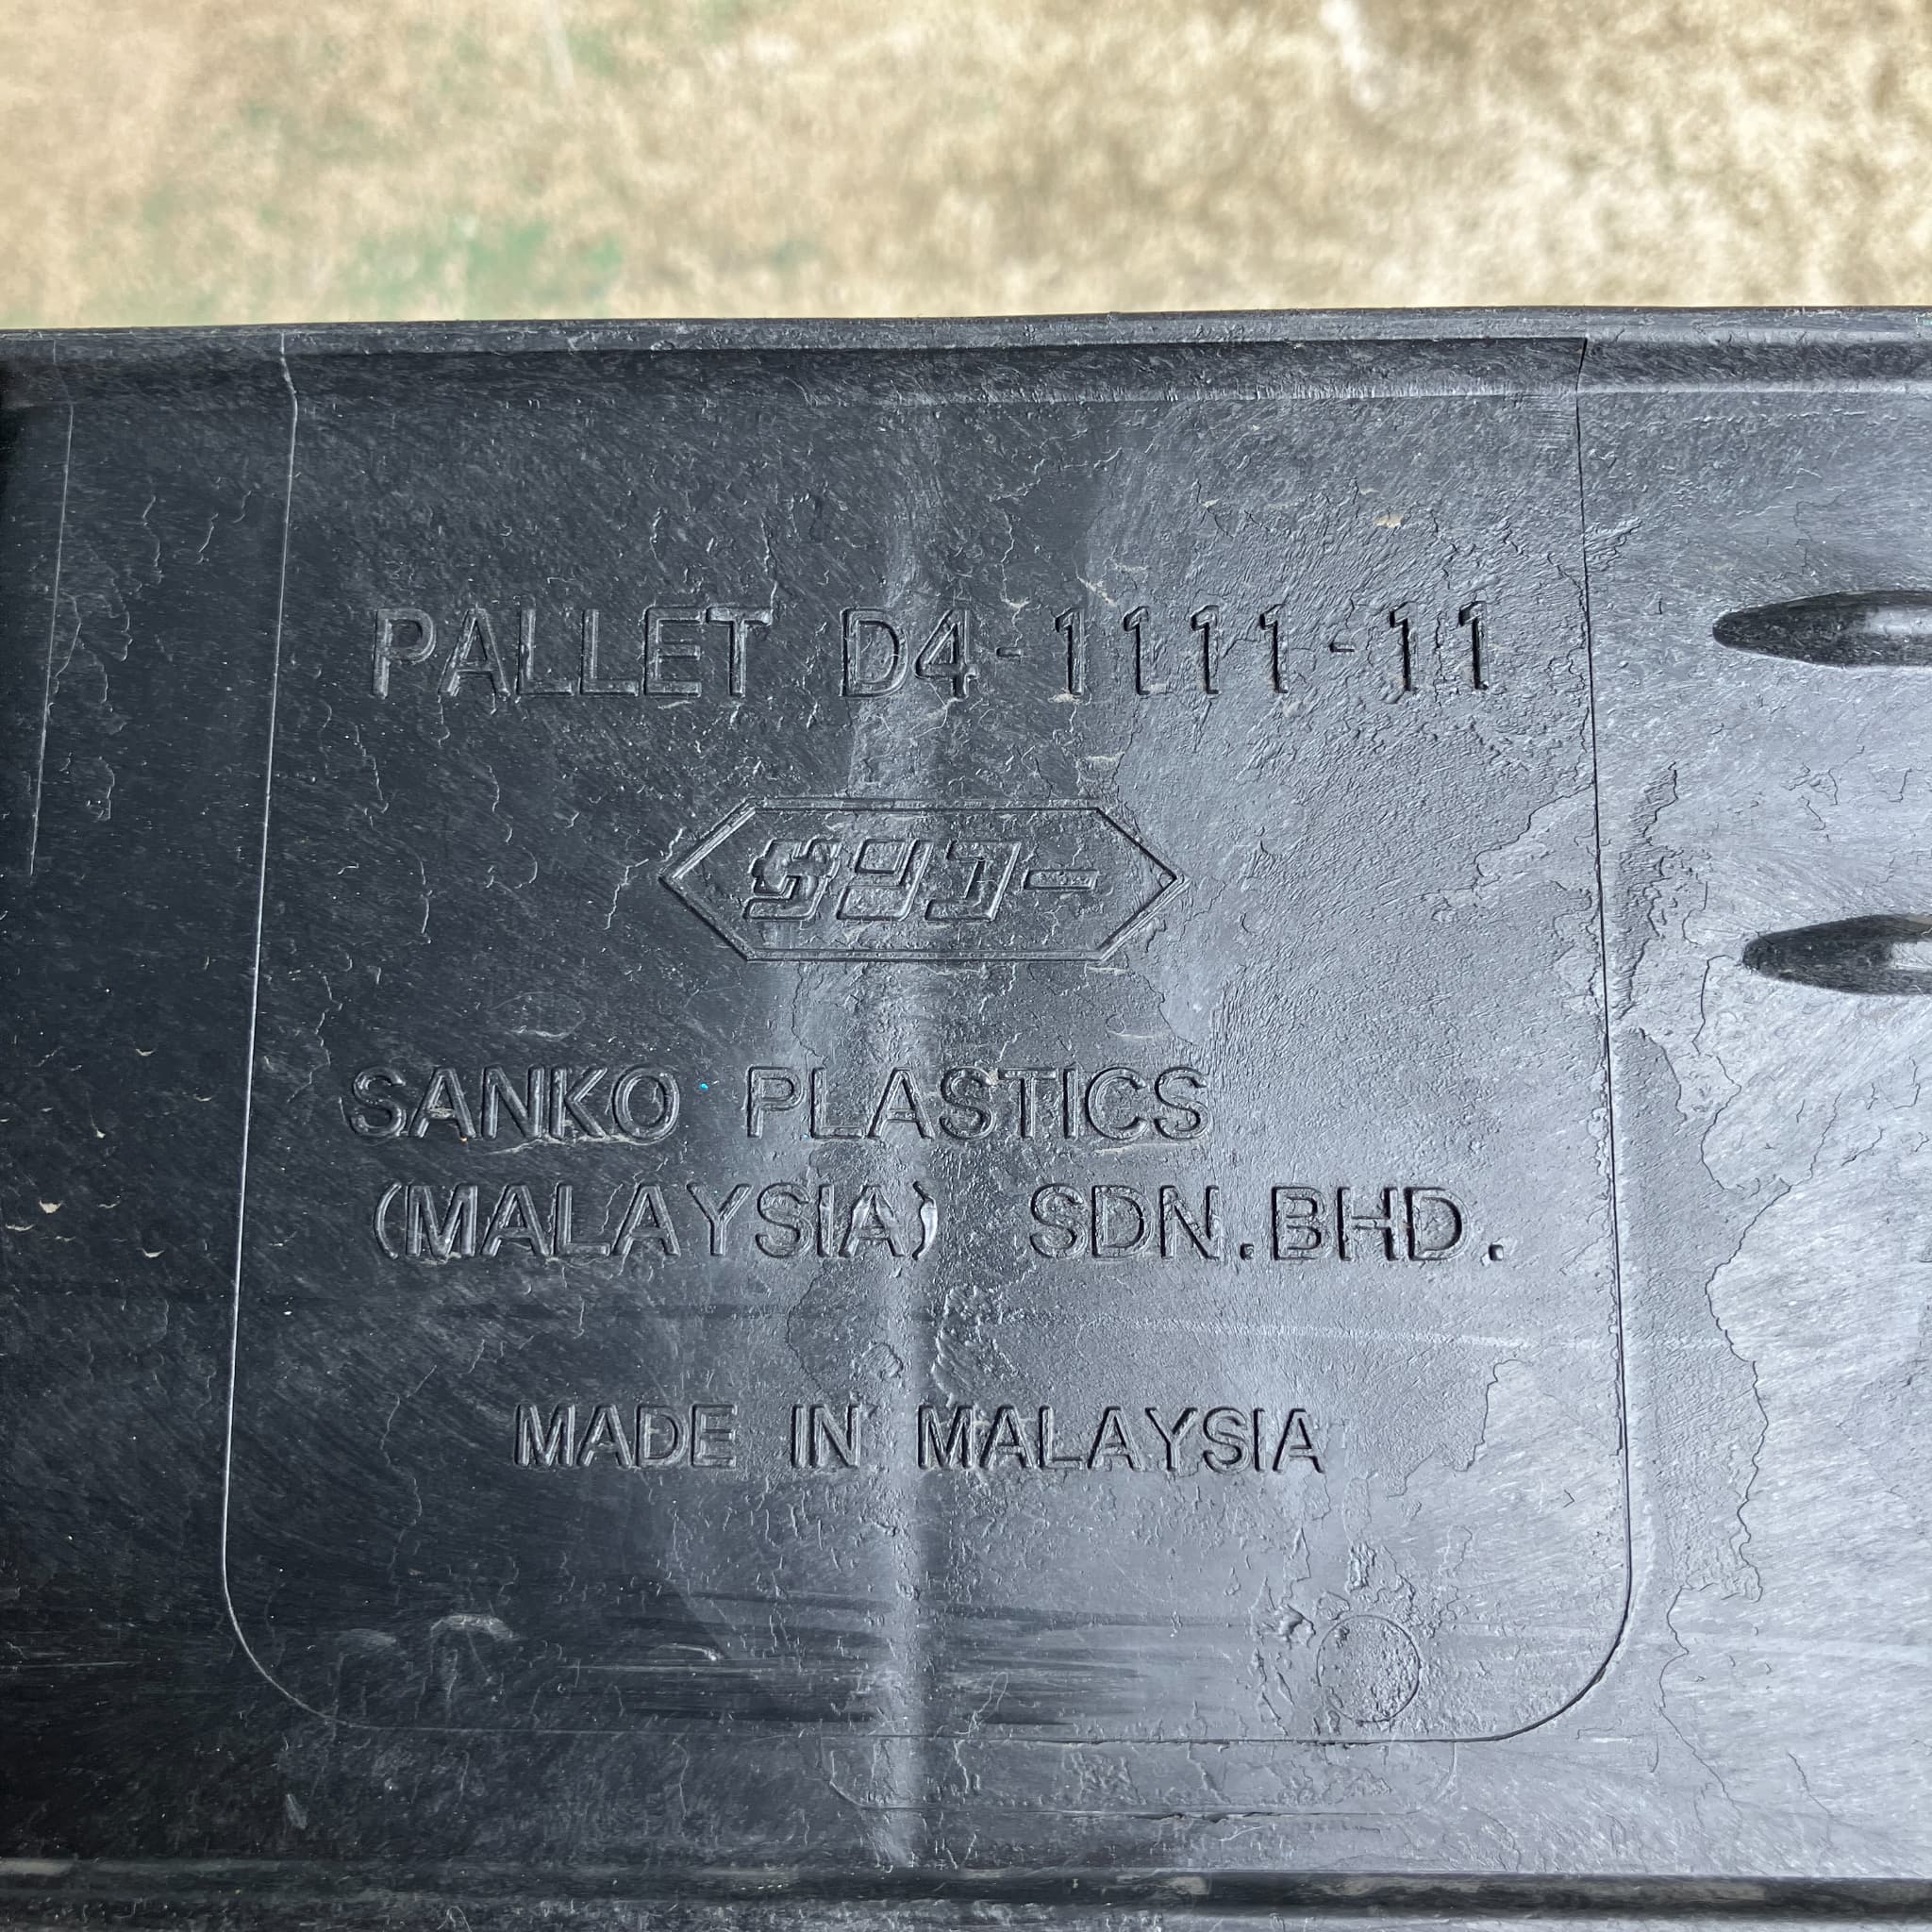 PALLET D4-1111-11
サンコー
SANKO PLASTICS
(MALAYSIA) SDN.BHD.
MADE IN MALAYSIA